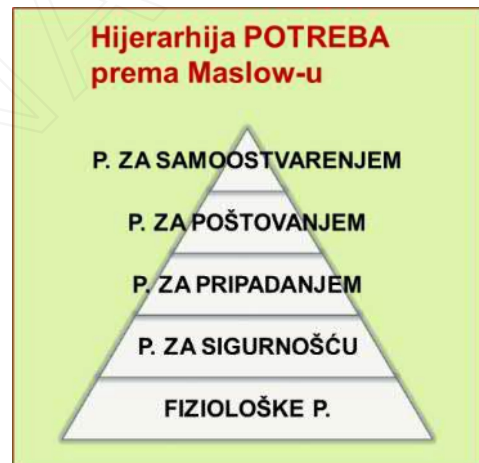 Hijerarhija POTREBA
prema Maslow-u
P. ZA SAMOOSTVARENJEM
P. ZA POŠTOVANJEM
P. ZA PRIPADANJEM
P. ZA SIGURNOŠĆU
FIZIOLOŠKE P.